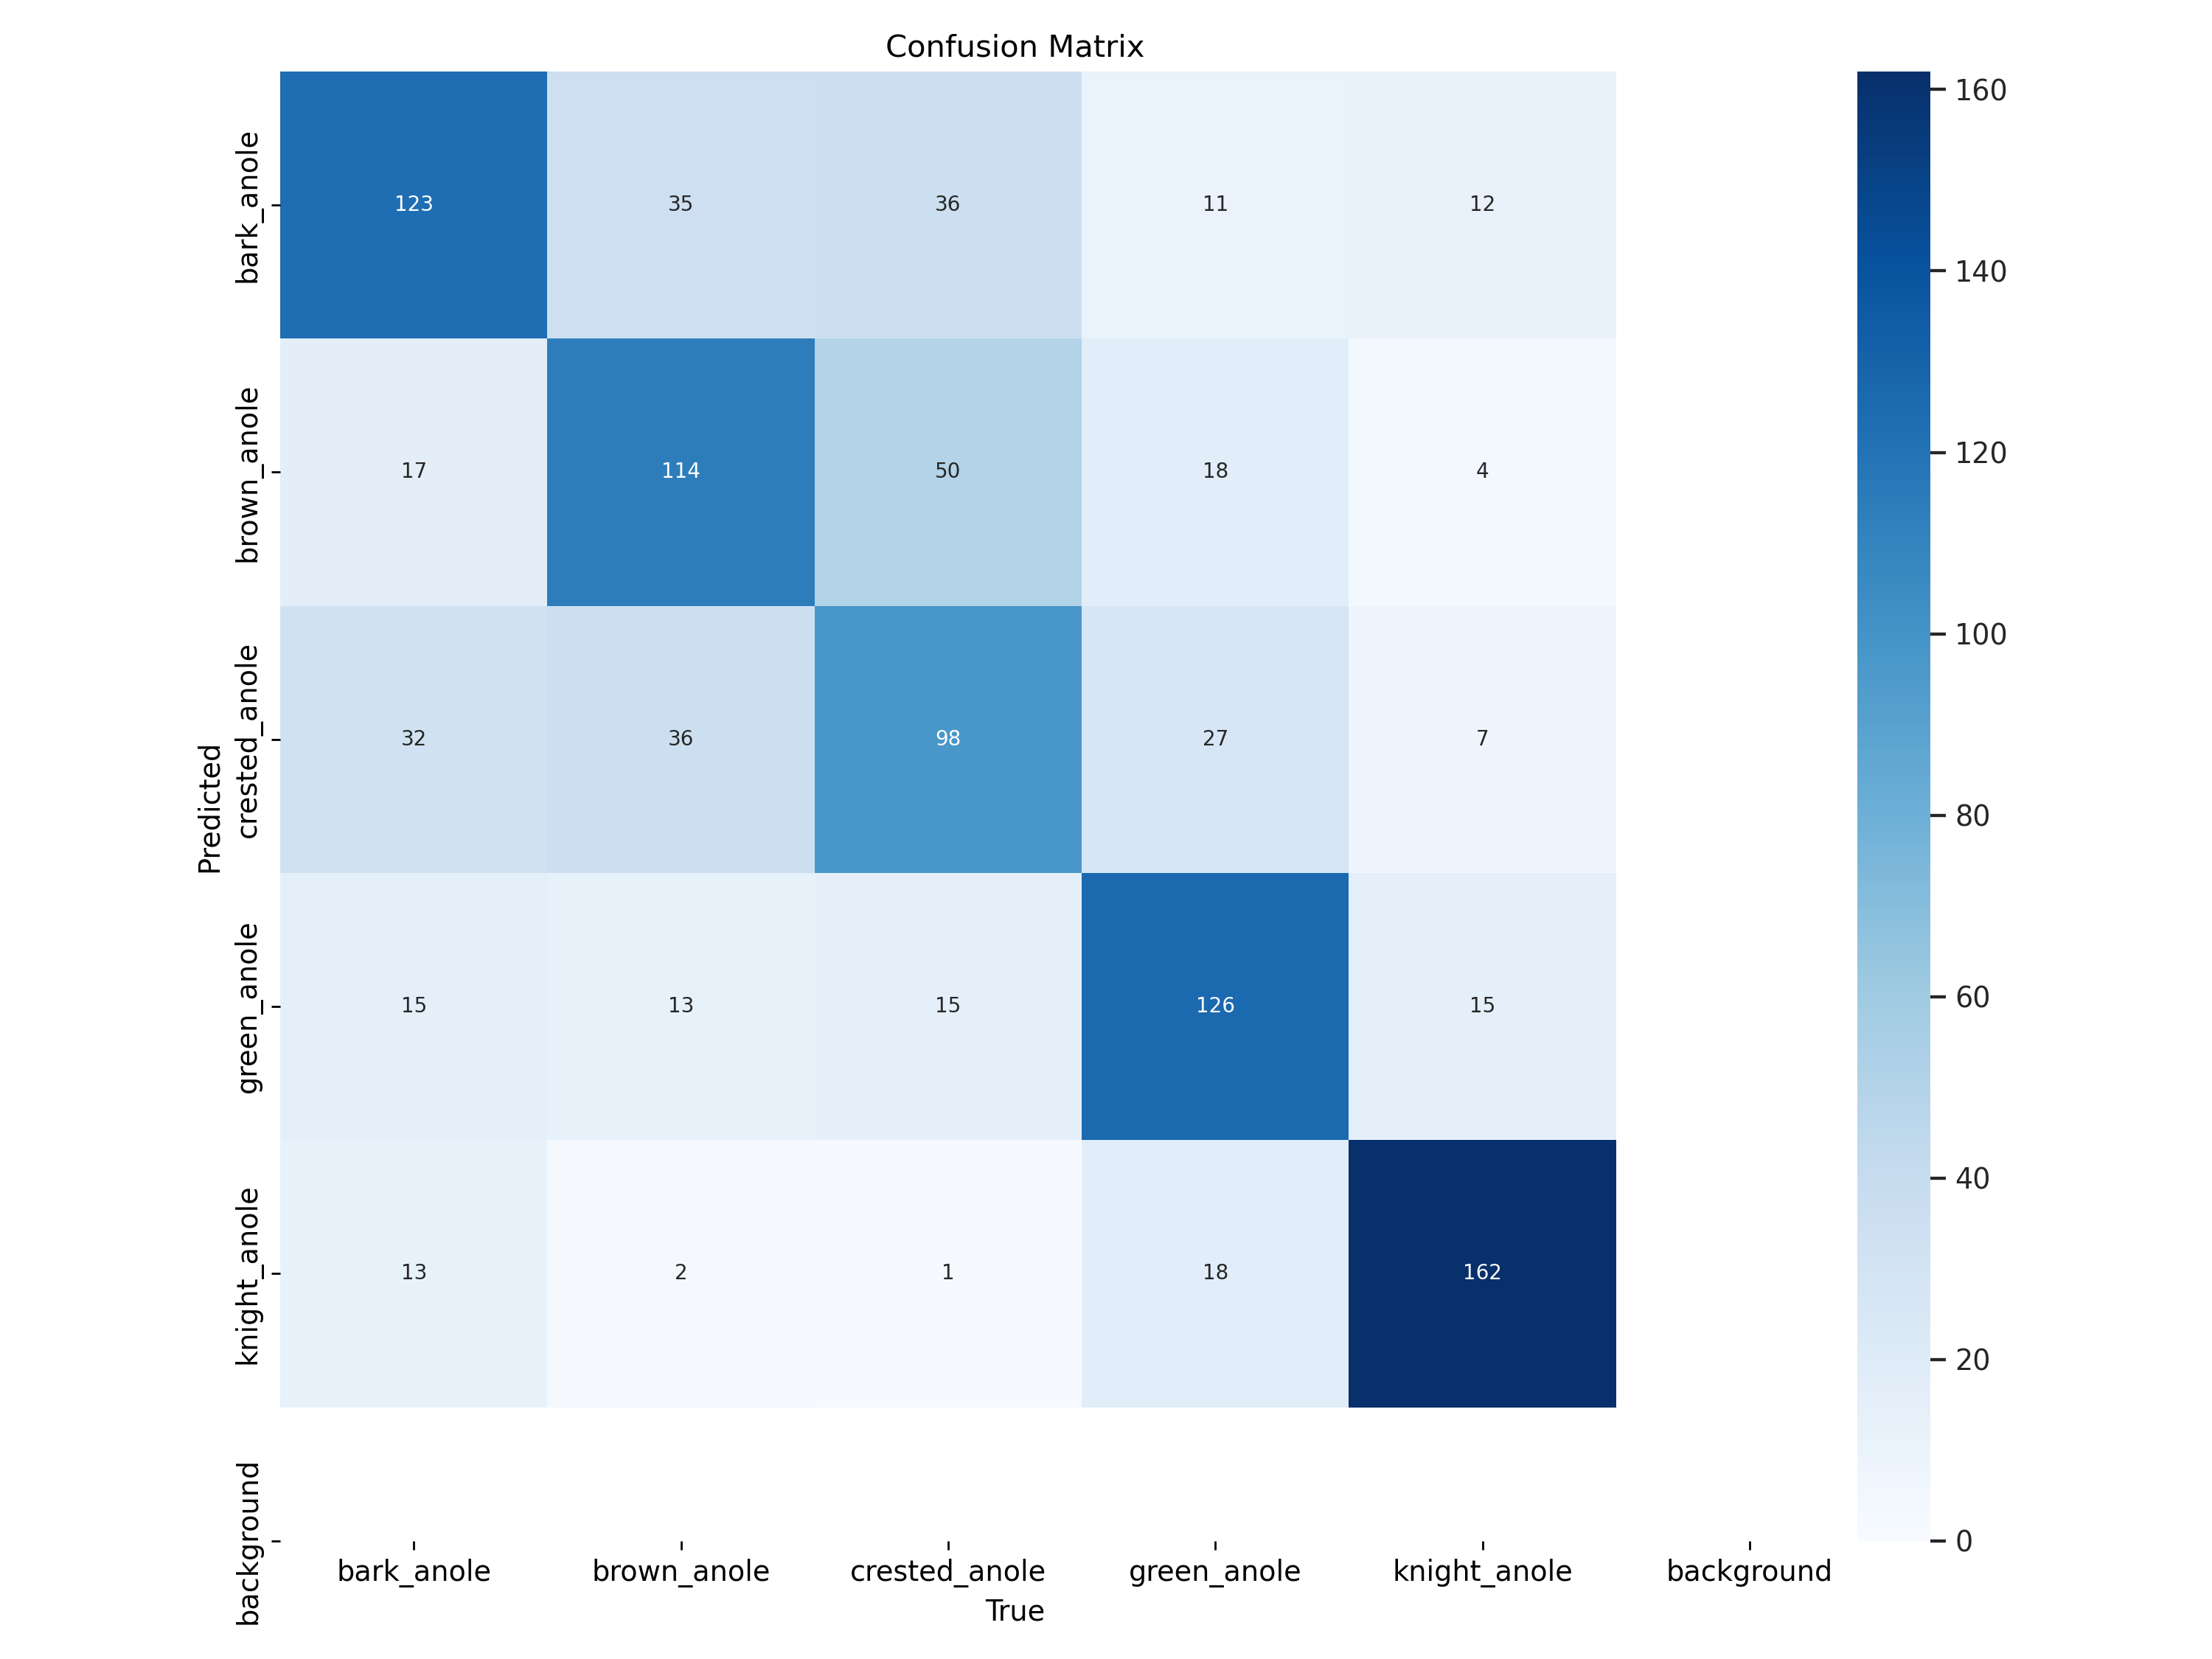 Confusion Matrix
Predicted
bark_anole
123 35 36 11 12
brown_anole
17 114 50 18 4
crested_anole
32 36 98 27 7
green_anole
15 13 15 126 15
knight_anole
13 2 1 18 162
background
bark_anole brown_anole crested_anole green_anole knight_anole background
True
160
140
120
100
80
60
40
20
0